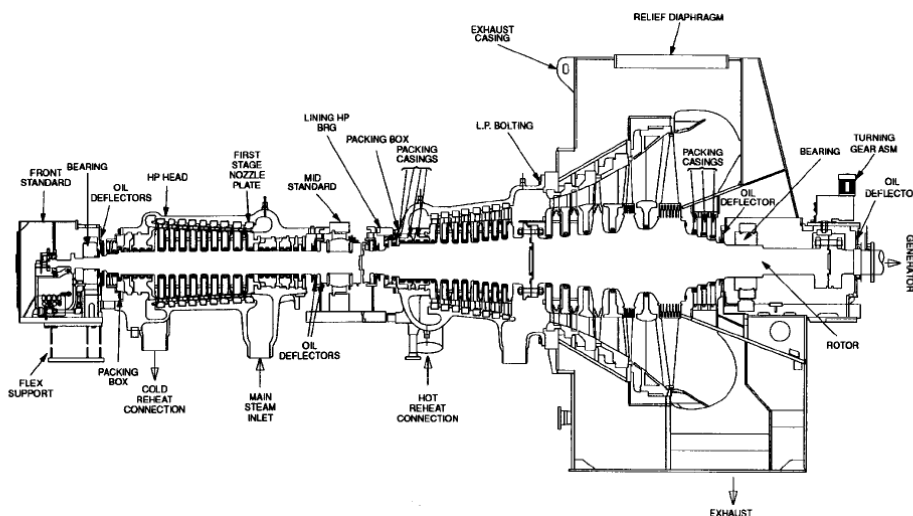 RELIEF DIAPHRAGM
EXHAUST
CASING
L.P. BOLTING
LINING HP
BRG
PACKING BOX
PACKING
CASINGS
FIRST
STAGE
NOZZLE
PLATE
MID
STANDARD
HP HEAD
BEARING
OIL
DEFLECTORS
FRONT
STANDARD
PACKING
CASINGS
OIL
DEFLECTOR
BEARING
TURNING
GEAR ASM
OIL
DEFLECTOR
GENERATOR
ROTOR
FLEX
SUPPORT
PACKING
BOX
COLD
REHEAT
CONNECTION
MAIN
STEAM
INLET
OIL
DEFLECTORS
HOT
REHEAT
CONNECTION
EXHAUST